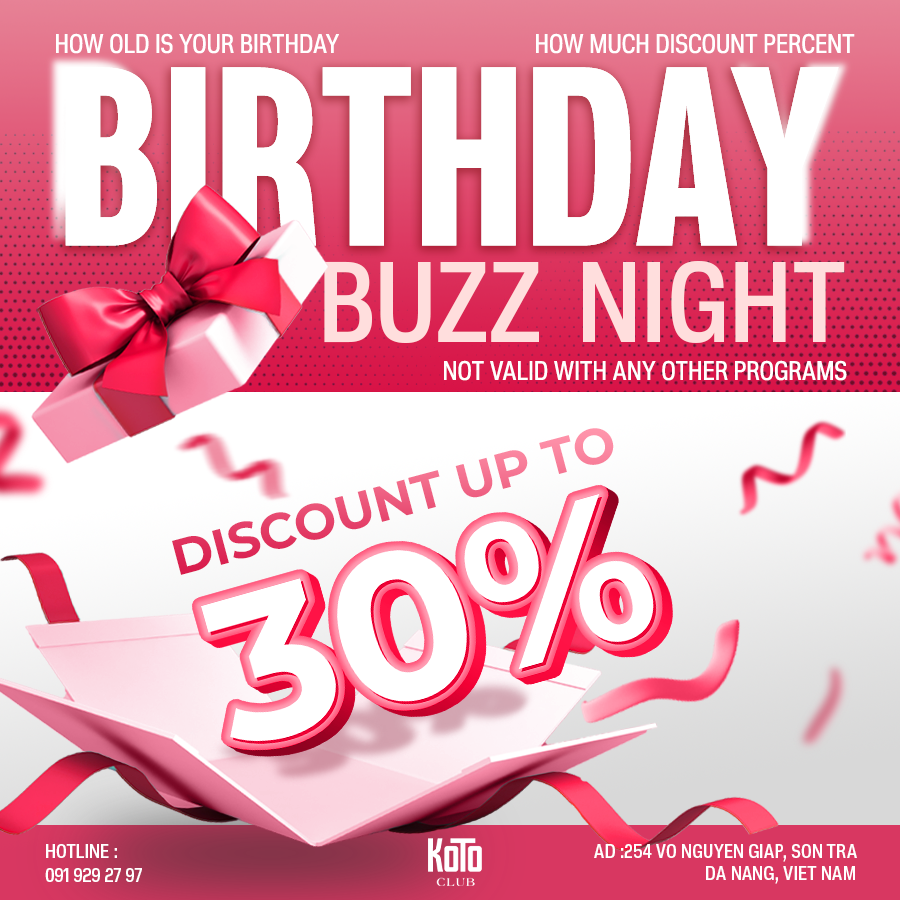 HOW OLD IS YOUR BIRTHDAY
HOW MUCH DISCOUNT PERCENT
BIRTHDAY
BUZZ NIGHT
NOT VALID WITH ANY OTHER PROGRAMS
DISCOUNT UP TO
30%
HOTLINE :
091 929 27 97
KOTO
CLUB
AD :254 VO NGUYEN GIAP, SON TRA
DA NANG, VIET NAM